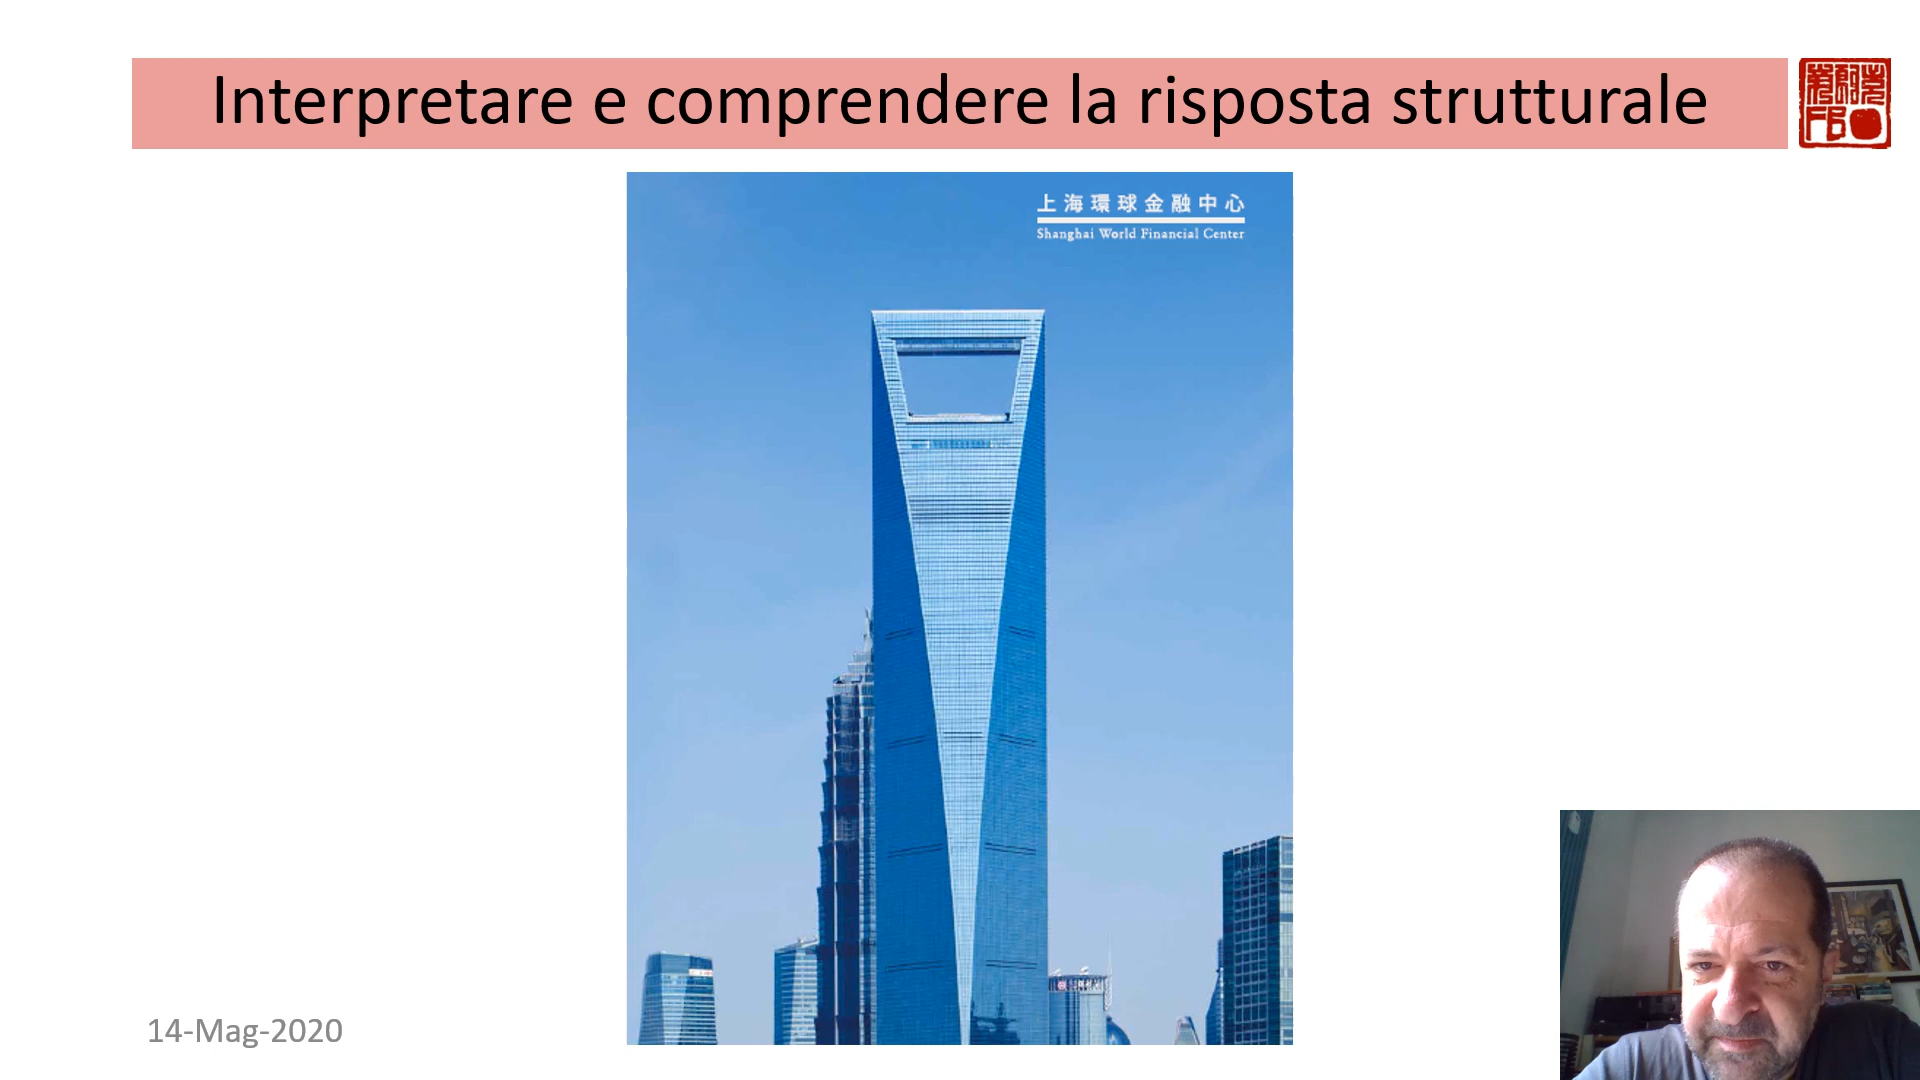 Interpretare e comprendere la risposta strutturale
FB
上海環球金融中心
Shanghai World Financial Center
14-Mag-2020